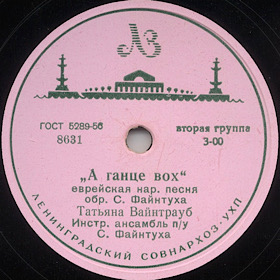 ЛЗ
ГОСТ 5289-56
8631
вторая группа
3-00
„А ганце вох“
еврейская нар. песня
обр. С. Файнтуха
Татьяна Вайнтрауб
Инстр. ансамбль п/у
С. Файнтуха
ЛЕНИНГРАДСКИЙ СОВНАРХОЗ-УХП